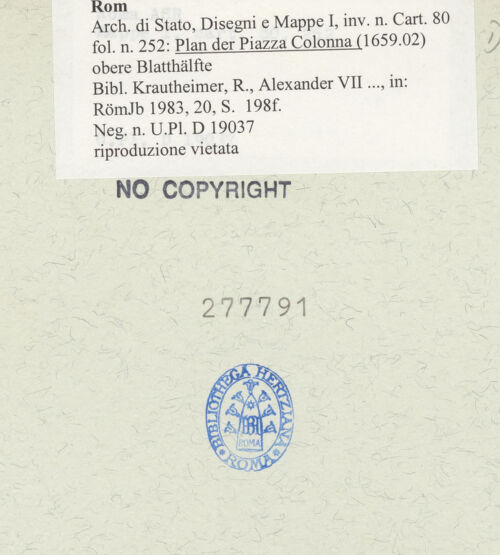 Rom
Arch. di Stato, Disegni e Mappe I, inv. n. Cart. 80
fol. n. 252: Plan der Piazza Colonna (1659.02)
obere Blatthälfte
Bibl. Krautheimer, R., Alexander VII ..., in:
RömJb 1983, 20, S. 198f.
Neg. n. U.Pl. D 19037
riproduzione vietata
NO COPYRIGHT
277791
BIBLIOTHECA HERTZIANA
ROMA
ROMA